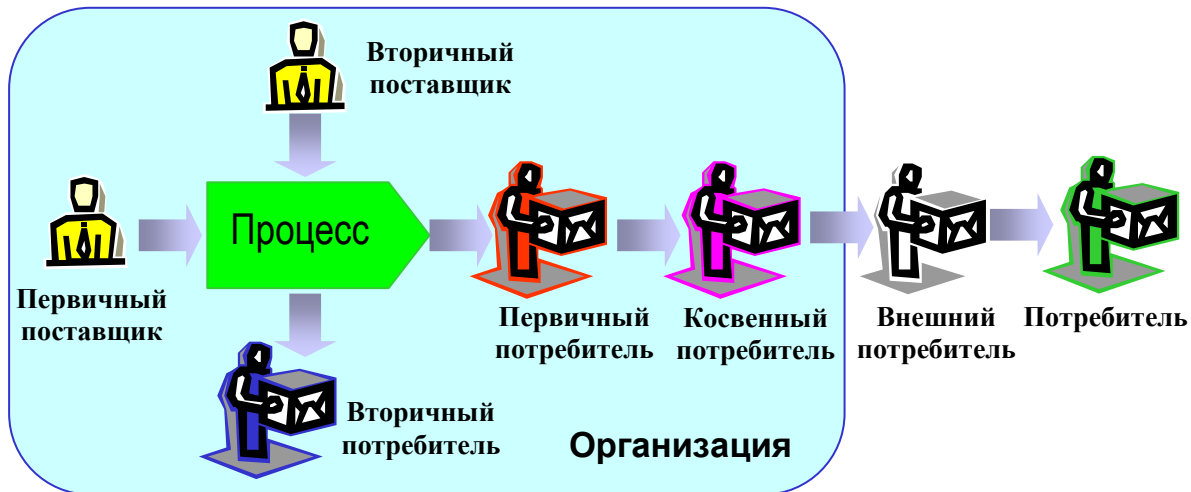 Вторичный
поставщик
Процесс
Первичный
поставщик
Первичный
потребитель
Косвенный
потребитель
Внешний
потребитель
Потребитель
Вторичный
потребитель
Организация